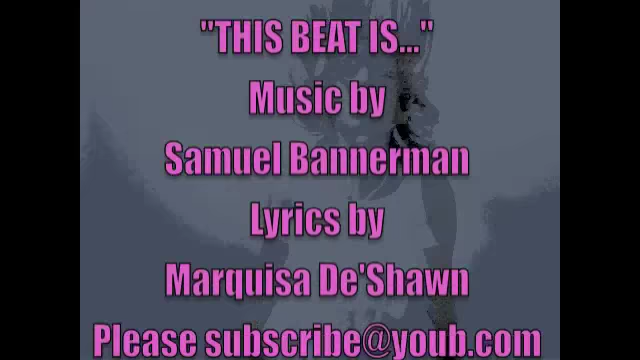 "THIS BEAT IS..."
Music by
Samuel Bannerman
Lyrics by
Marquisa De'Shawn
Please subscribe@youb.com